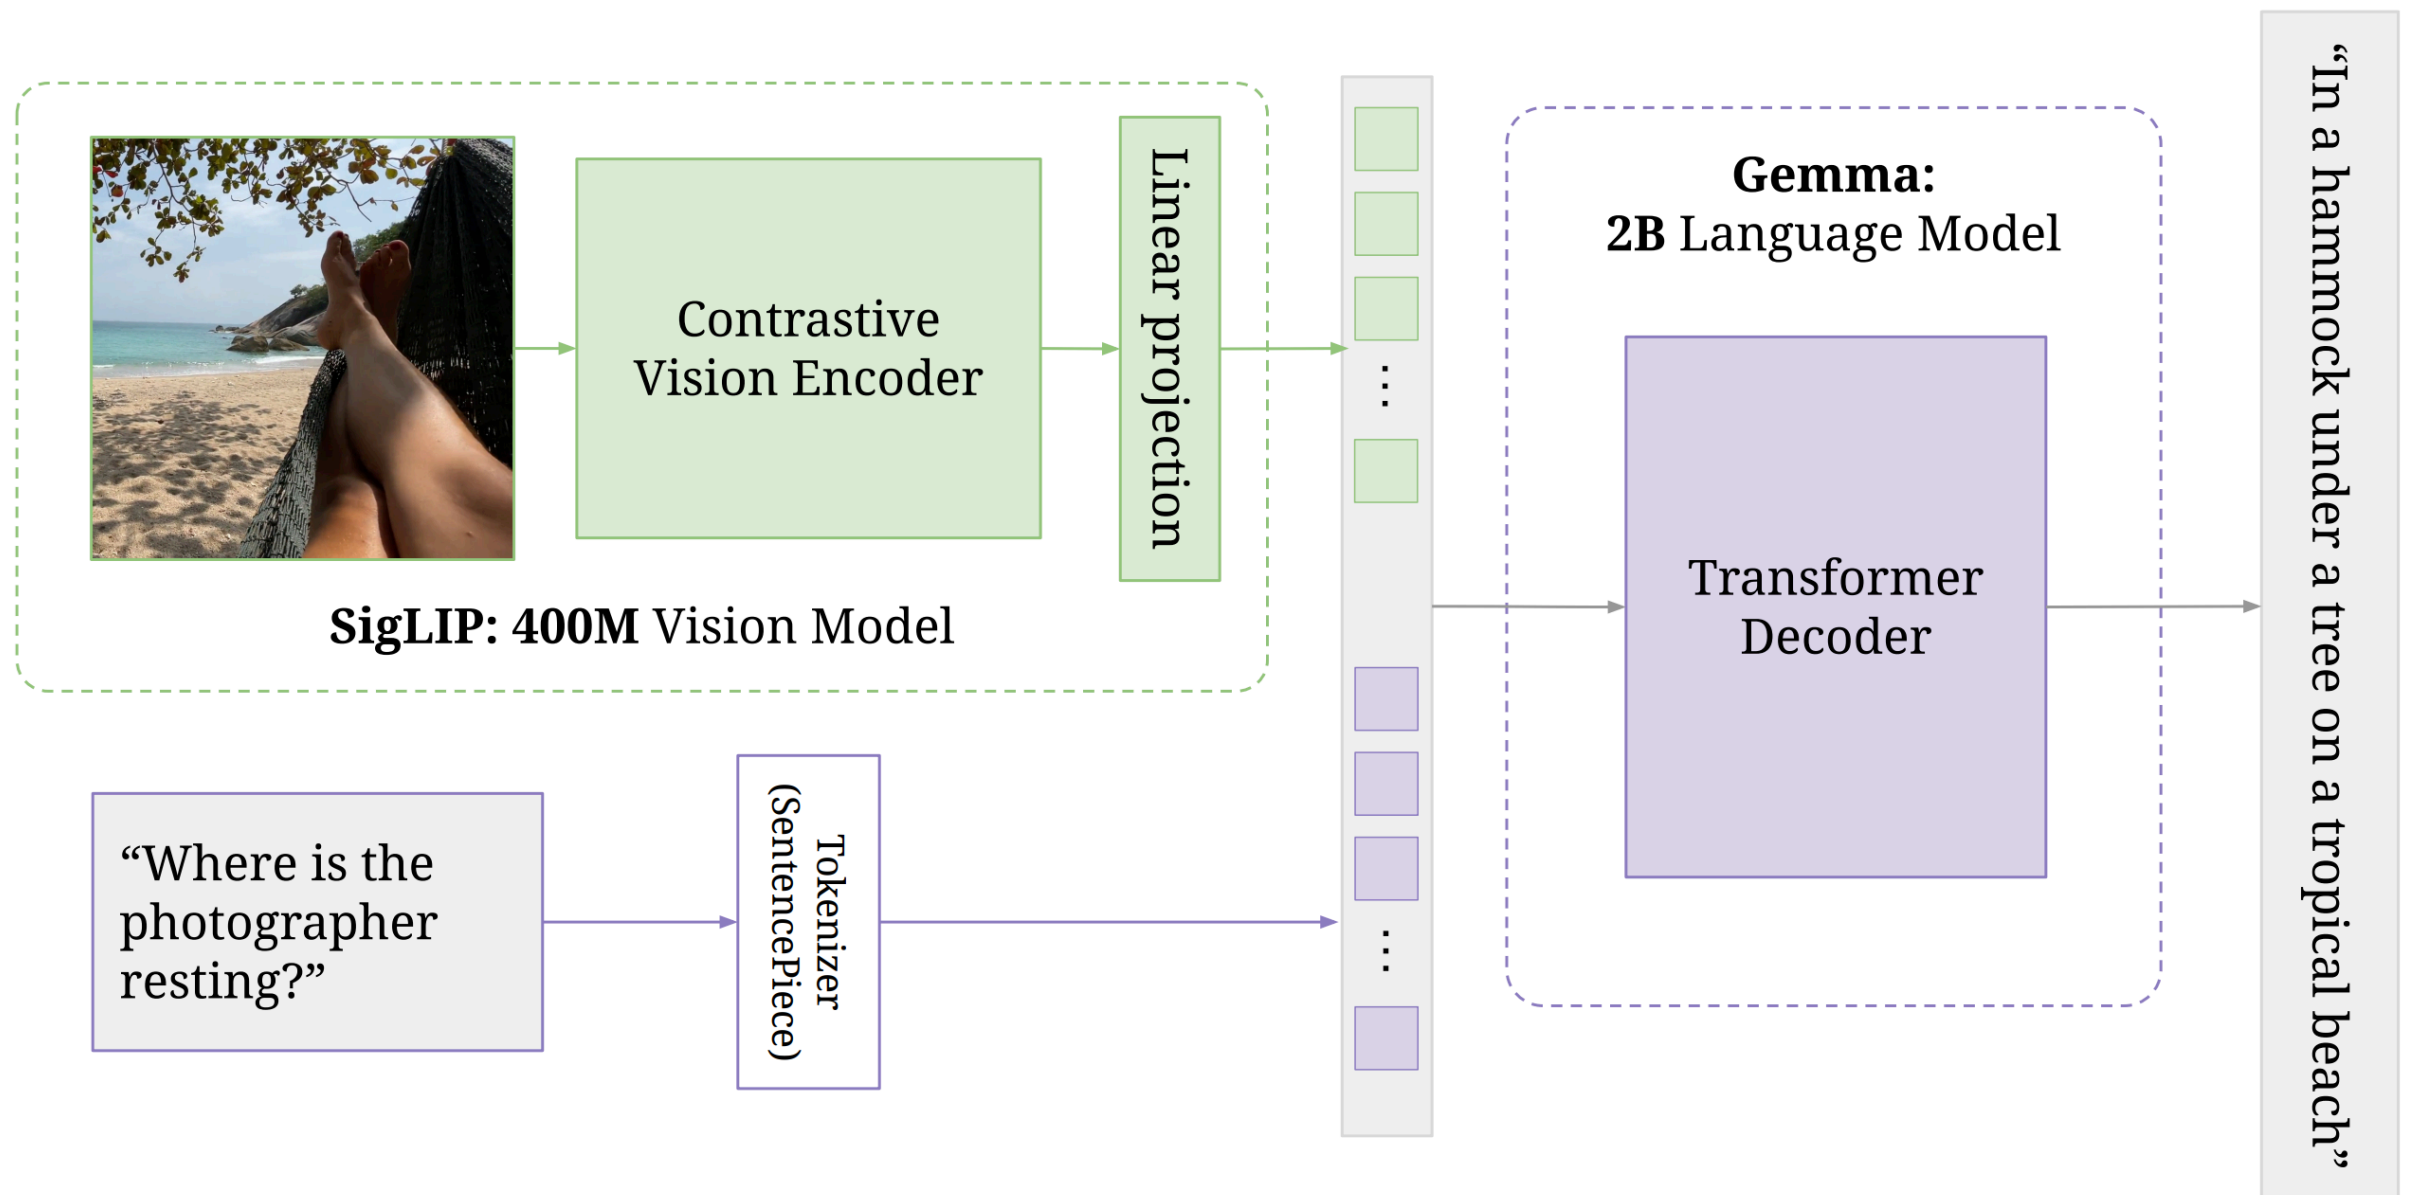 Contrastive
Vision Encoder
Linear projection
SigLIP: 400M Vision Model
“Where is the
photographer
resting?”
Tokenizer
(SentencePiece)
Gemma:
2B Language Model
Transformer
Decoder
“In a hammock under a tree on a tropical beach”